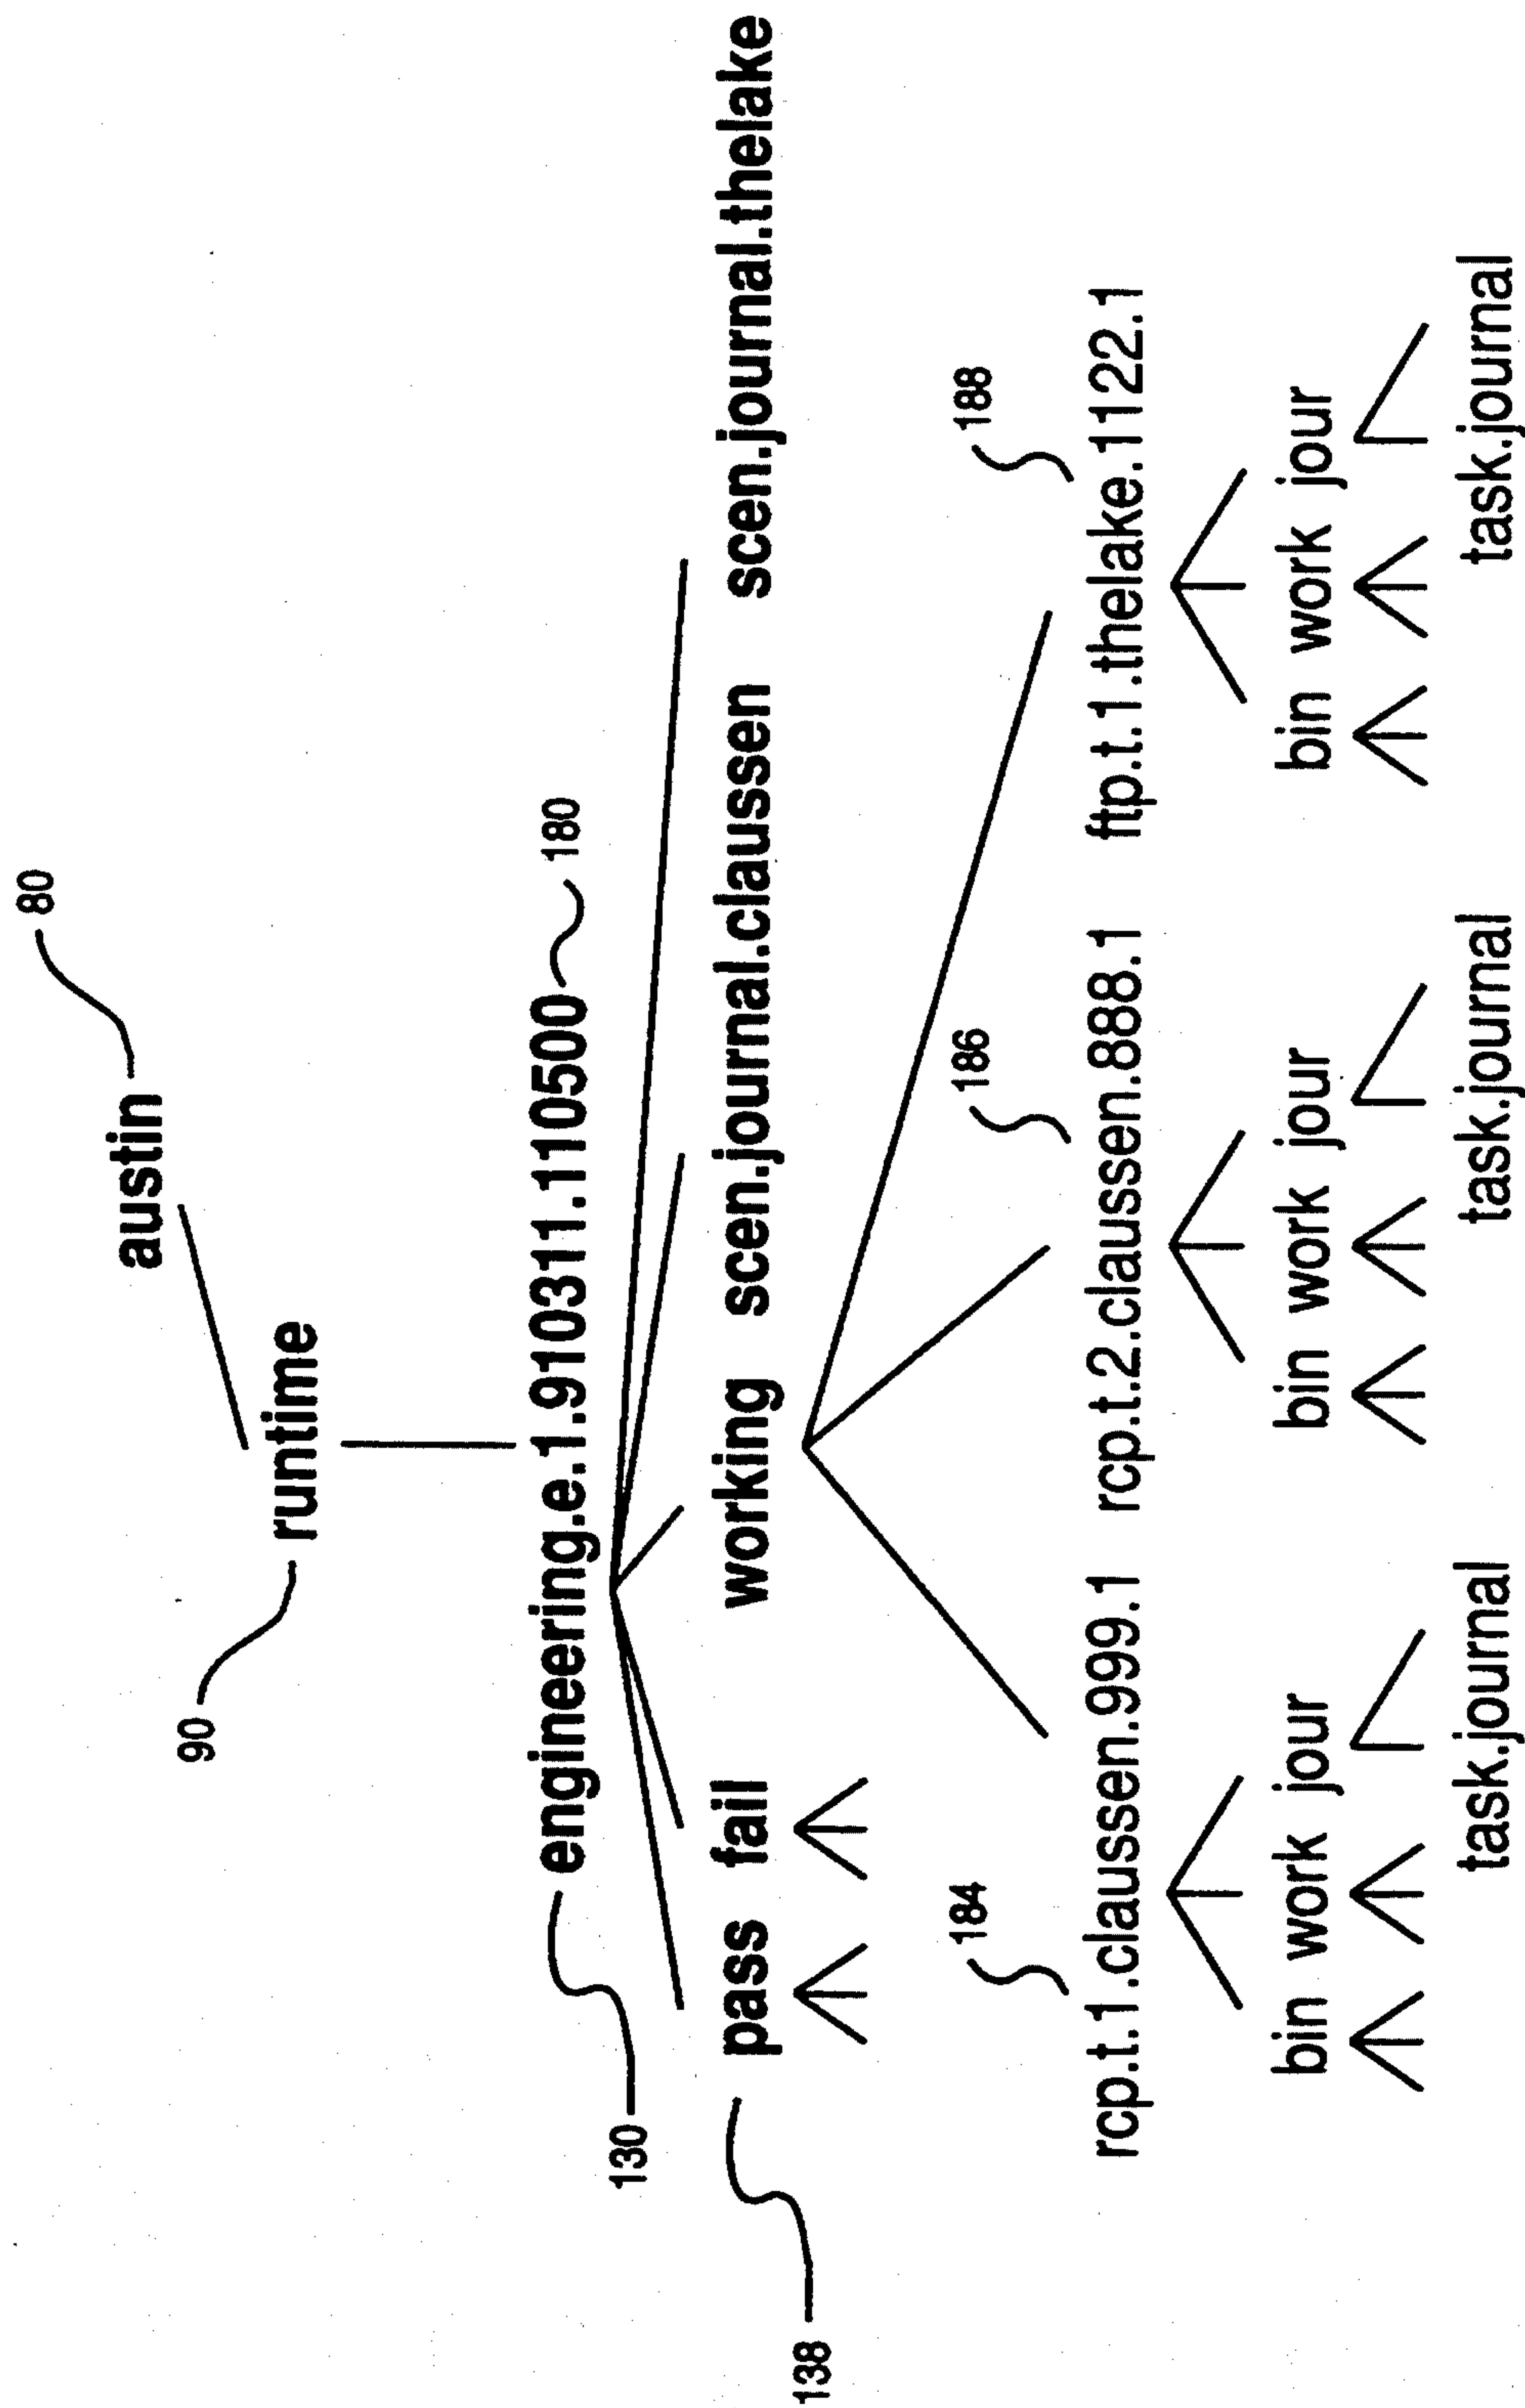 80
austin
90
runtime
engineering.e.1.910311.110500 180
130
pass fail working scen.journal.claussen scen.journal.thelake
138
184 186 188
rcp.t.1.claussen.999.1 rcp.t.2.claussen.888.1 ftp.t.1.thelake.1122.1
bin work jour bin work jour bin work jour
task.journal task.journal task.journal